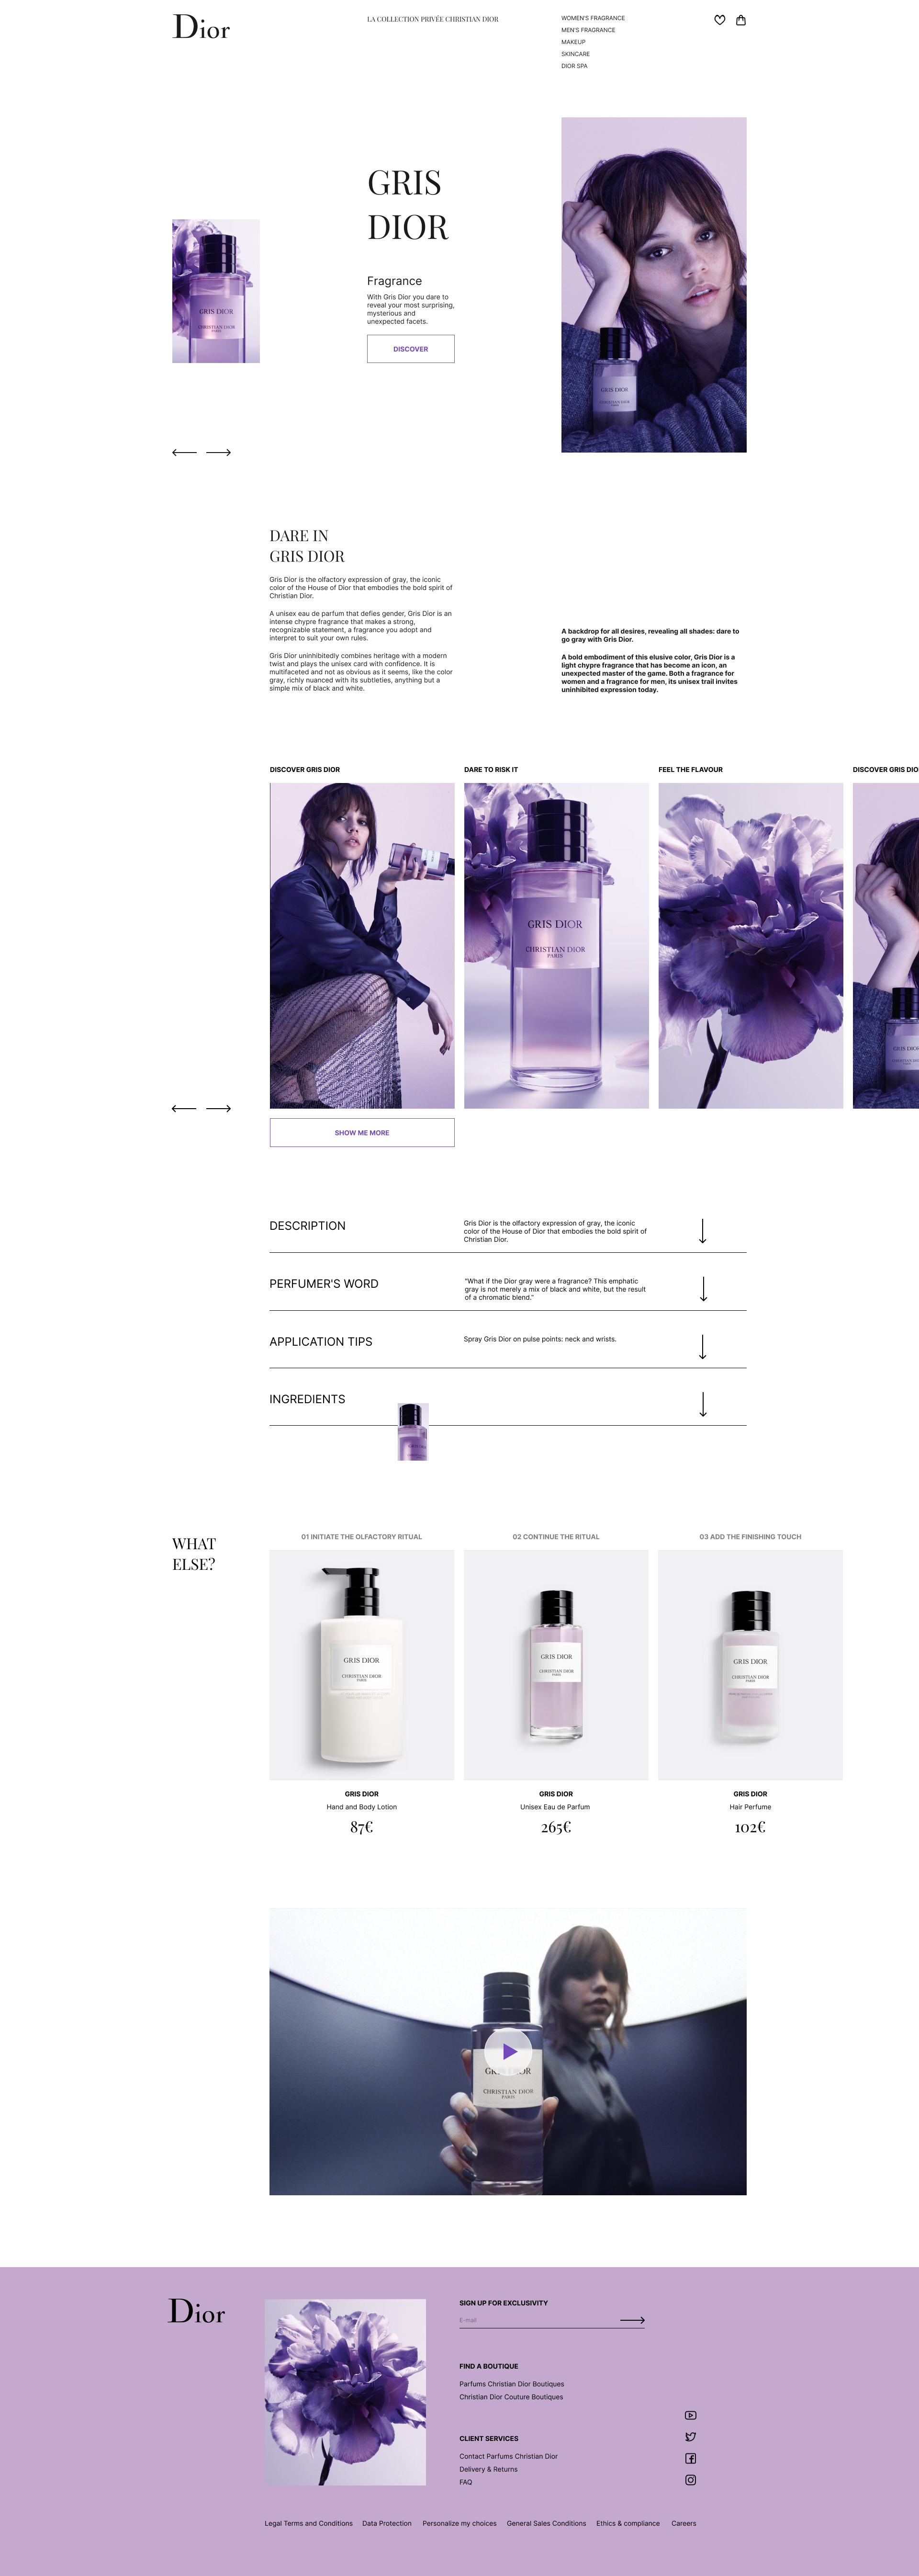 Dior
LA COLLECTION PRIVÉE CHRISTIAN DIOR
WOMEN'S FRAGRANCE
MEN'S FRAGRANCE
MAKEUP
SKINCARE
DIOR SPA
GRIS
DIOR
Fragrance
With Gris Dior you dare to
reveal your most surprising,
mysterious and
unexpected facets.
DISCOVER
GRIS DIOR
CHRISTIAN DIOR
PARIS
GRIS DIOR
CHRISTIAN DIOR
PARIS
DARE IN
GRIS DIOR
Gris Dior is the olfactory expression of gray, the iconic
color of the House of Dior that embodies the bold spirit of
Christian Dior.
A unisex eau de parfum that defies gender, Gris Dior is an
intense chypre fragrance that makes a strong,
recognizable statement, a fragrance you adopt and
interpret to suit your own rules.
Gris Dior uninhibitedly combines heritage with a modern
twist and plays the unisex card with confidence. It is
multifaceted and not as obvious as it seems, like the color
gray, richly nuanced with its subtleties, anything but a
simple mix of black and white.
A backdrop for all desires, revealing all shades: dare to
go gray with Gris Dior.
A bold embodiment of this elusive color, Gris Dior is a
light chypre fragrance that has become an icon, an
unexpected master of the game. Both a fragrance for
women and a fragrance for men, its unisex trail invites
uninhibited expression today.
DISCOVER GRIS DIOR
DARE TO RISK IT
FEEL THE FLAVOUR
DISCOVER GRIS DIO
GRIS DIOR
CHRISTIAN DIOR
PARIS
GRIS DIOR
SHOW ME MORE
DESCRIPTION
Gris Dior is the olfactory expression of gray, the iconic
color of the House of Dior that embodies the bold spirit of
Christian Dior.
PERFUMER'S WORD
"What if the Dior gray were a fragrance? This emphatic
gray is not merely a mix of black and white, but the result
of a chromatic blend."
APPLICATION TIPS
Spray Gris Dior on pulse points: neck and wrists.
INGREDIENTS
WHAT
ELSE?
01 INITIATE THE OLFACTORY RITUAL
02 CONTINUE THE RITUAL
03 ADD THE FINISHING TOUCH
GRIS DIOR
CHRISTIAN DIOR
PARIS
GRIS DIOR
CHRISTIAN DIOR
PARIS
GRIS DIOR
CHRISTIAN DIOR
PARIS
GRIS DIOR
Hand and Body Lotion
87€
GRIS DIOR
Unisex Eau de Parfum
265€
GRIS DIOR
Hair Perfume
102€
GRIS DIOR
CHRISTIAN DIOR
PARIS
Dior
SIGN UP FOR EXCLUSIVITY
E-mail
FIND A BOUTIQUE
Parfums Christian Dior Boutiques
Christian Dior Couture Boutiques
CLIENT SERVICES
Contact Parfums Christian Dior
Delivery & Returns
FAQ
Legal Terms and Conditions
Data Protection
Personalize my choices
General Sales Conditions
Ethics & compliance
Careers